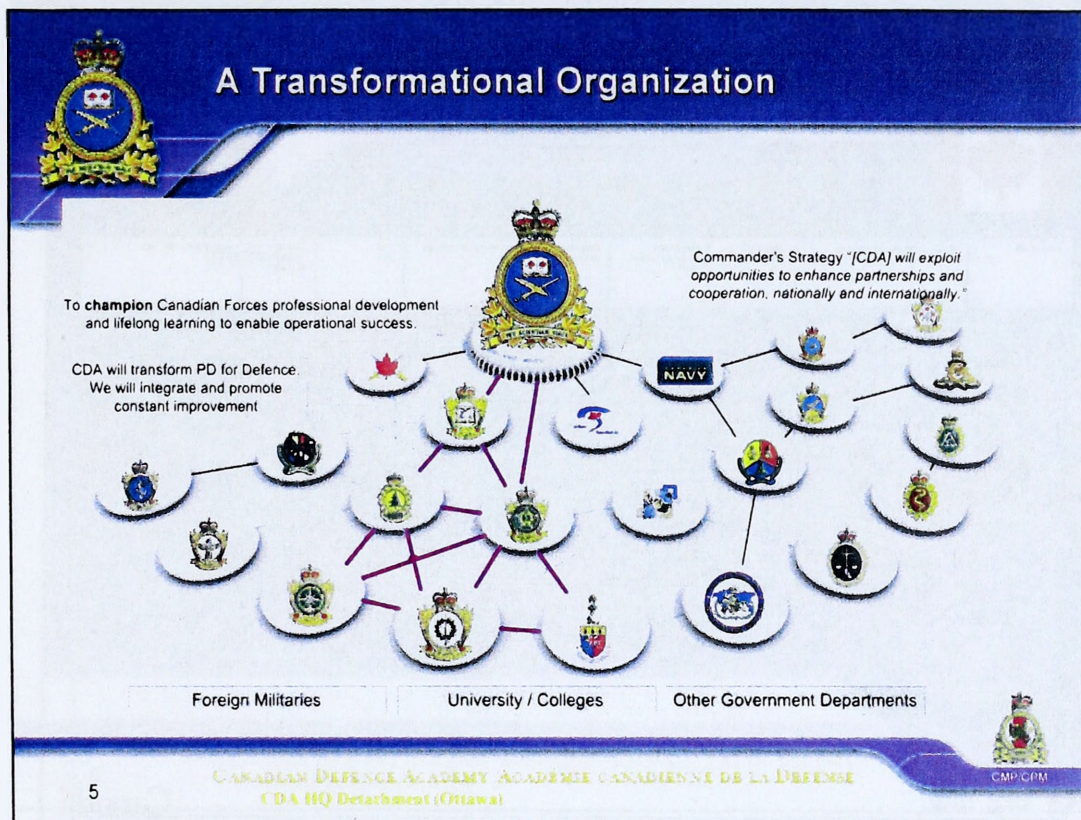 A Transformational Organization
Commander's Strategy "[CDA] will exploit
opportunities to enhance partnerships and
cooperation, nationally and internationally."
To champion Canadian Forces professional development
and lifelong learning to enable operational success.
CDA will transform PD for Defence.
We will integrate and promote
constant improvement
NAVY
Foreign Militaries
University / Colleges
Other Government Departments
CANADIAN DEFENCE ACADEMY ACADÉMIE CANADIENNE DE LA DÉFENSE
CDA HQ Detachment (Ottawa)
5
CMP/CPM